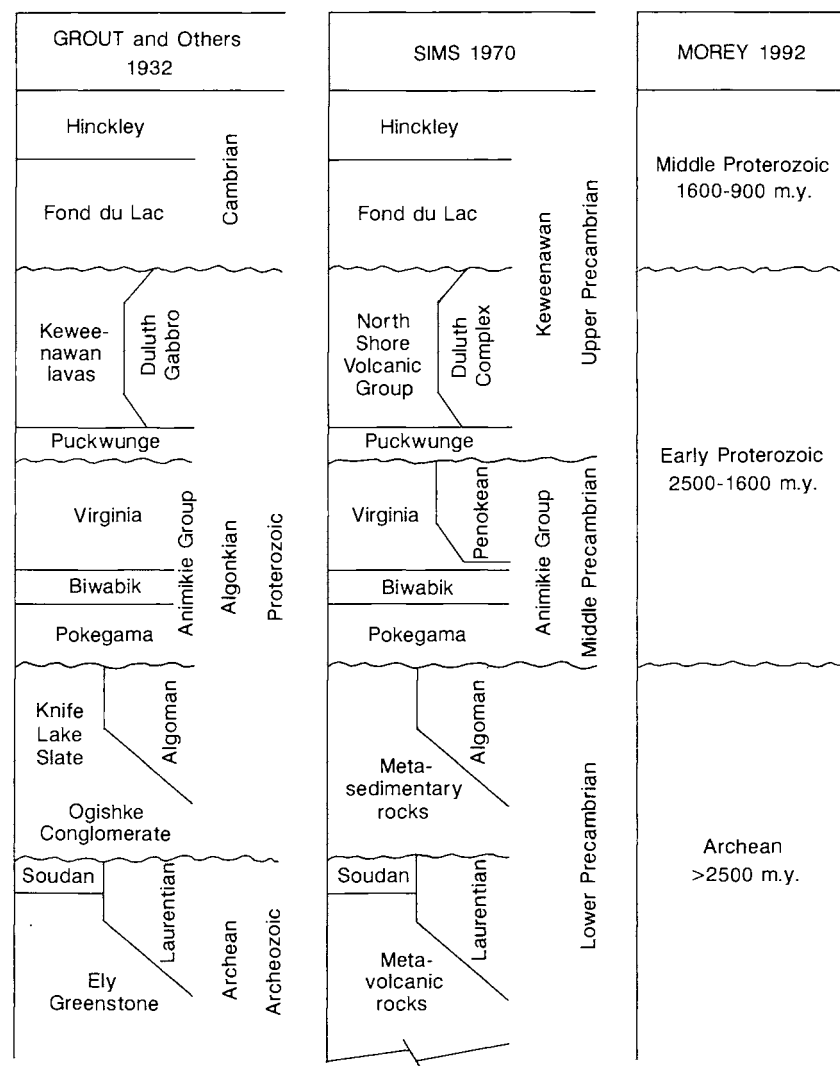 GROUT and Others
1932
Hinckley
Fond du Lac
Cambrian
Kewee-
nawan
lavas
Duluth
Gabbro
Puckwunge
Virginia
Biwabik
Pokegama
Animikie Group
Algonkian
Proterozoic
Knife
Lake
Slate
Algoman
Ogishke
Conglomerate
Soudan
Laurentian
Ely
Greenstone
Archean
Archeozoic
SIMS 1970
Hinckley
Fond du Lac
North
Shore
Volcanic
Group
Duluth
Complex
Puckwunge
Keweenawan
Upper Precambrian
Virginia
Penokean
Biwabik
Pokegama
Animikie Group
Middle Precambrian
Algoman
Meta-
sedimentary
rocks
Soudan
Laurentian
Meta-
volcanic
rocks
Lower Precambrian
MOREY 1992
Middle Proterozoic
1600-900 m.y.
Early Proterozoic
2500-1600 m.y.
Archean
>2500 m.y.